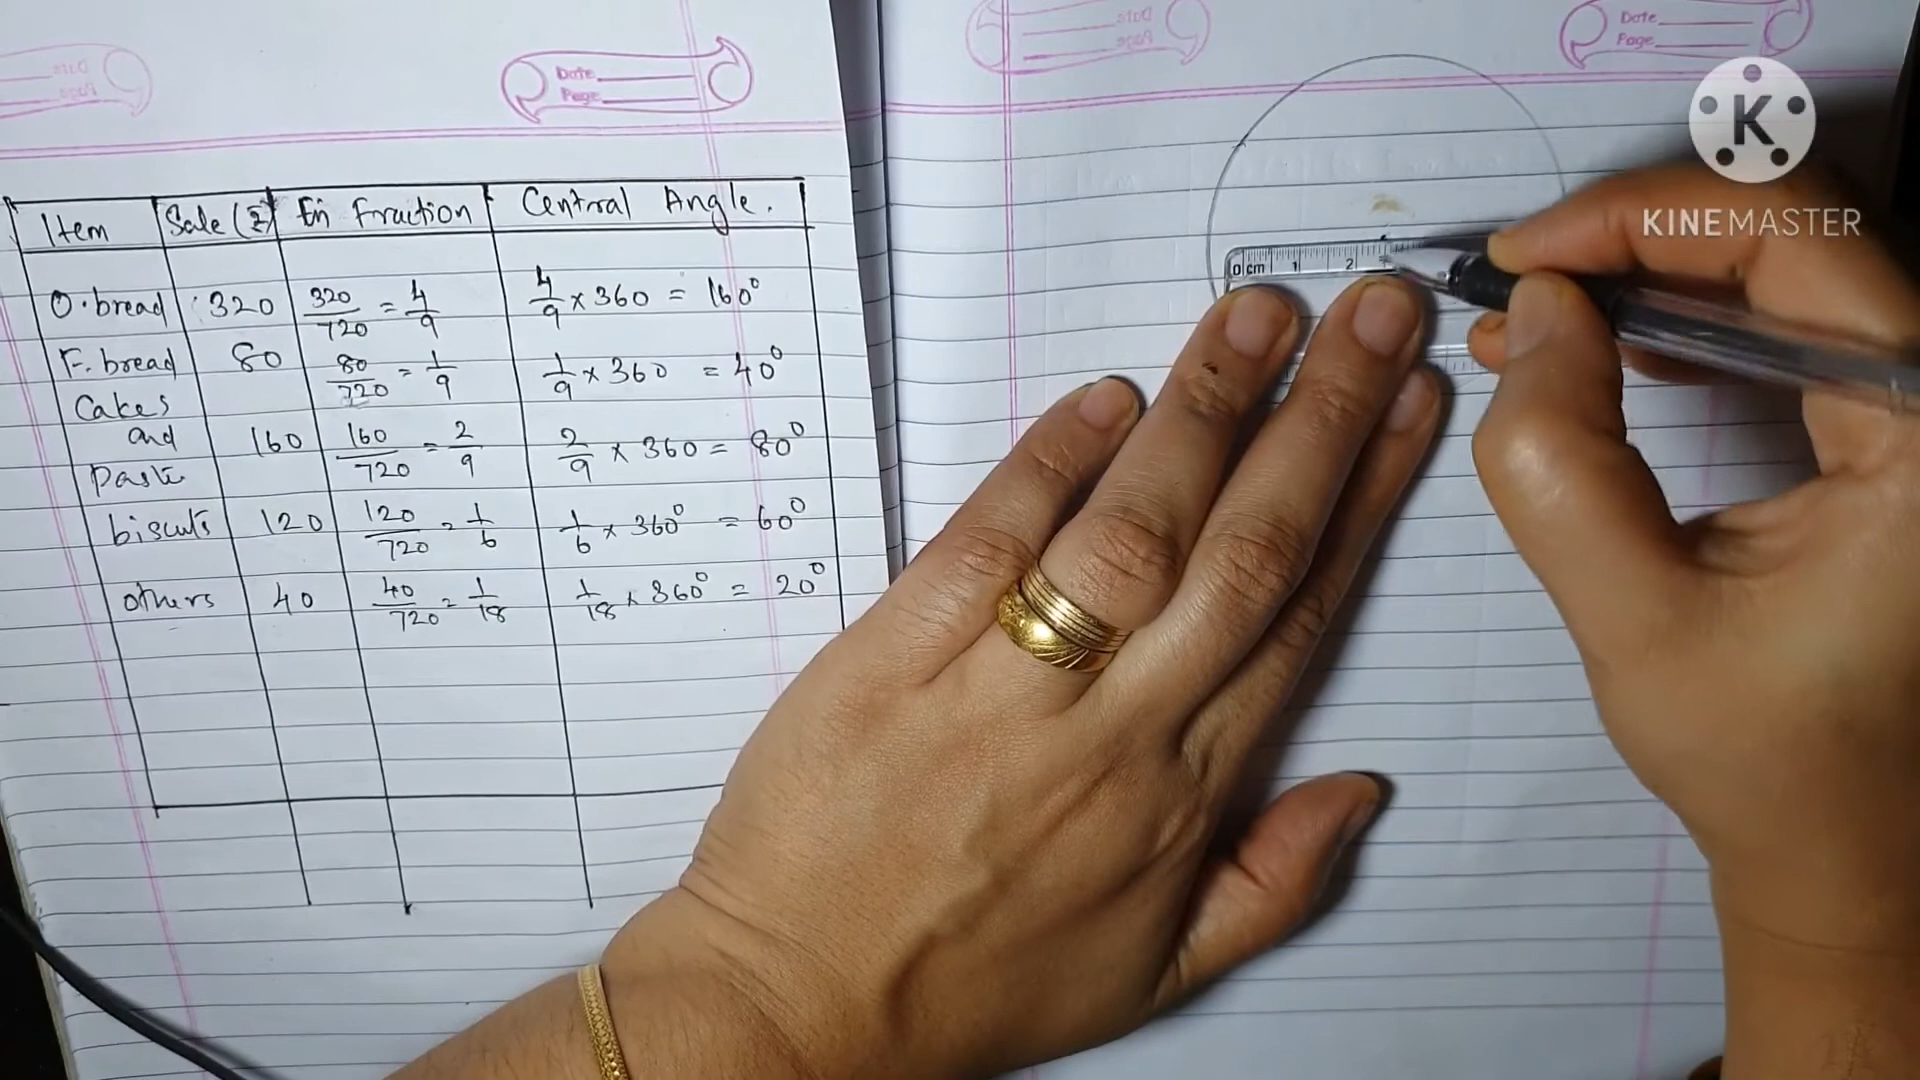 Date
Page
Date
Page
K
KINEMASTER
Item Sale (₹) In Fraction Central Angle.
O.bread 320 320/720 = 4/9 4/9 x 360 = 160°
F. bread 80 80/720 = 1/9 1/9 x 360 = 40°
Cakes
and 160 160/720 = 2/9 2/9 x 360 = 80°
Paste
biscuts 120 120/720 = 1/6 1/6 x 360° = 60°
others 40 40/720 = 1/18 1/18 x 360° = 20°
0 cm 1 2